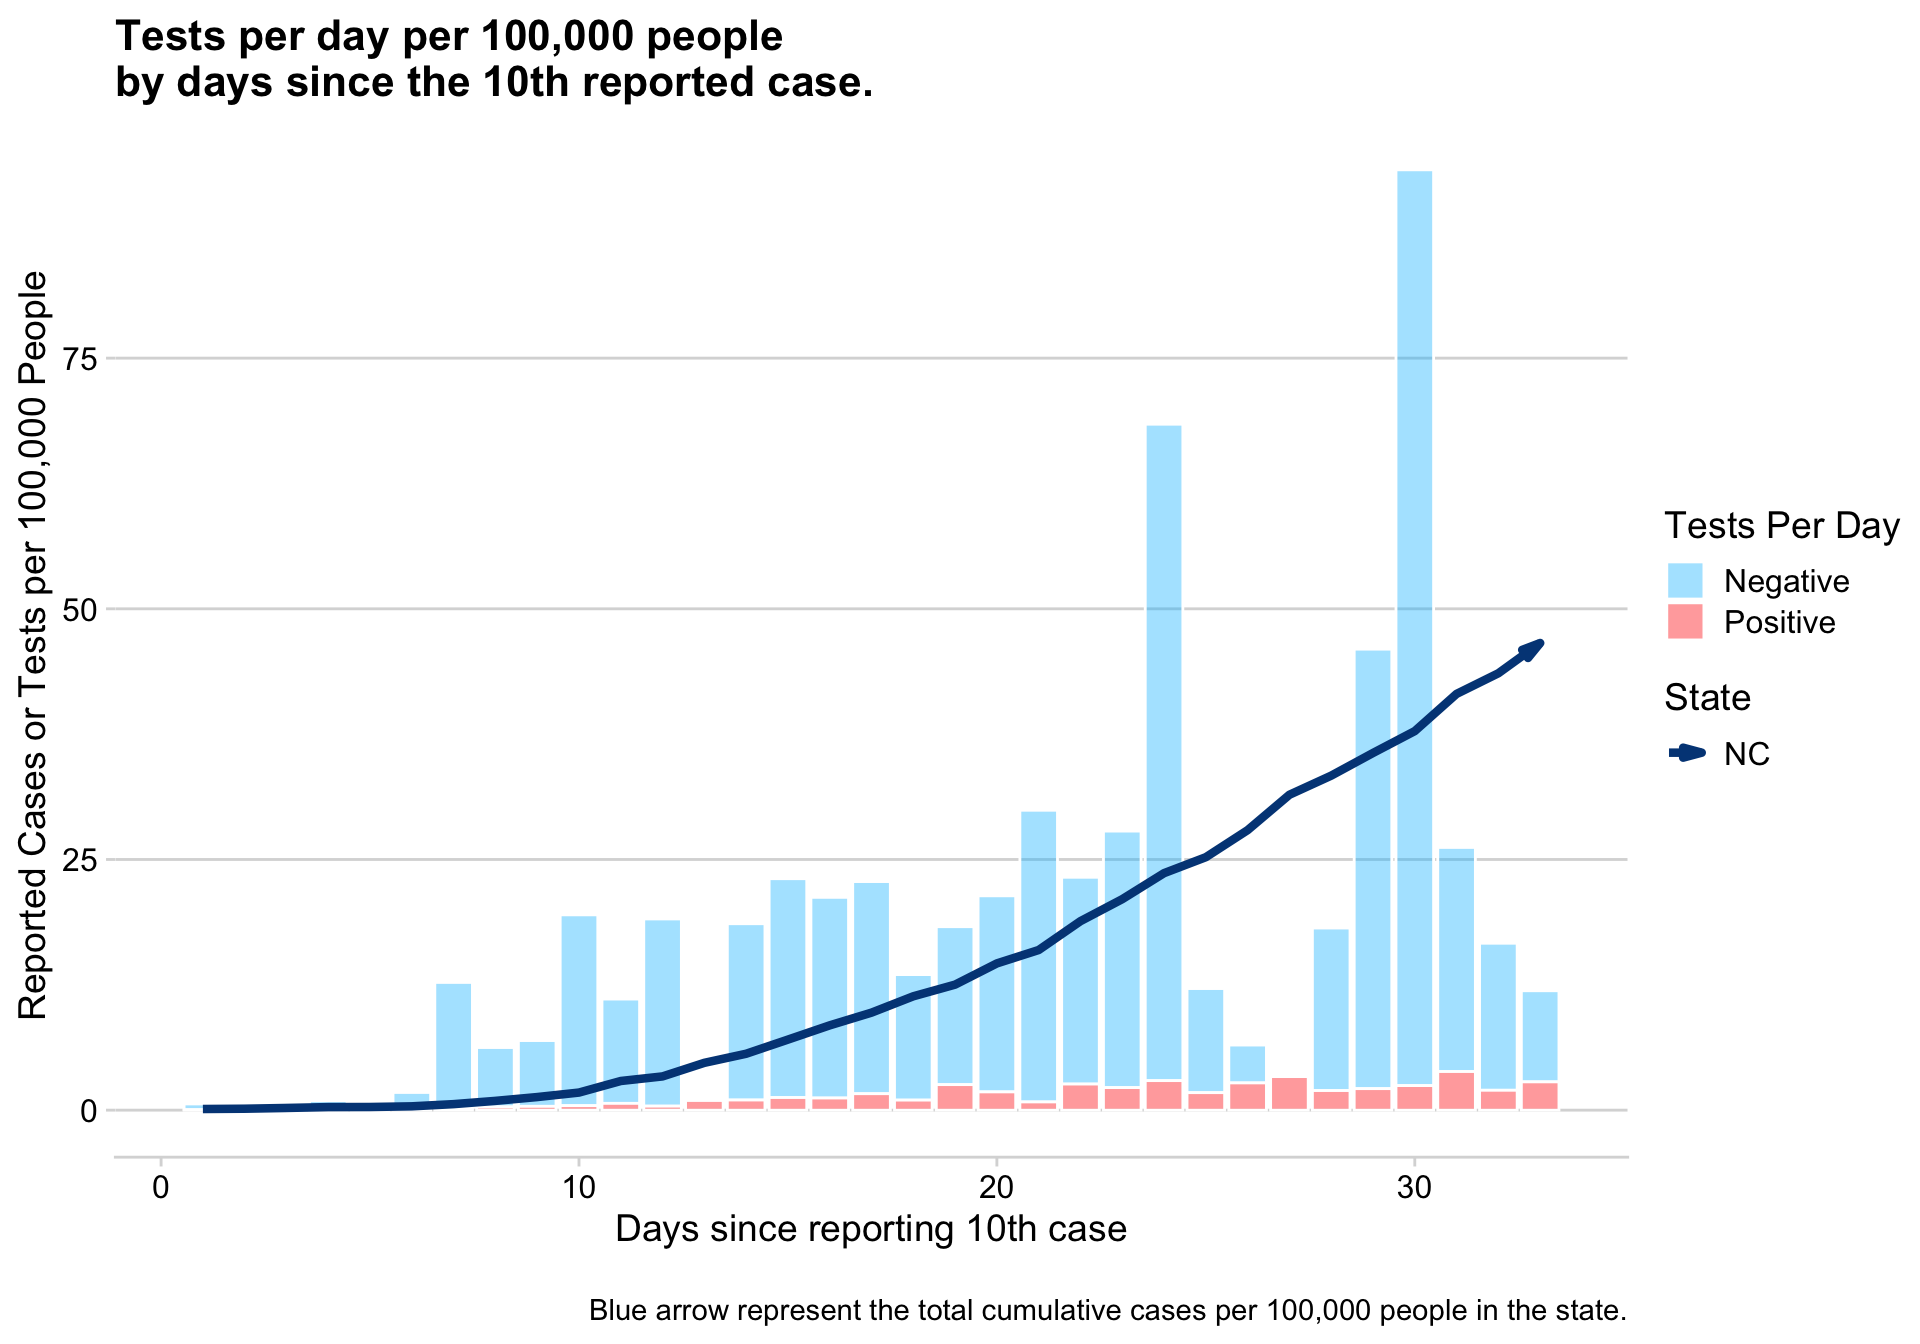 Tests per day per 100,000 people
by days since the 10th reported case.
Reported Cases or Tests per 100,000 People
75
50
25
0
0
10
20
30
Days since reporting 10th case
Tests Per Day
Negative
Positive
State
NC
Blue arrow represent the total cumulative cases per 100,000 people in the state.